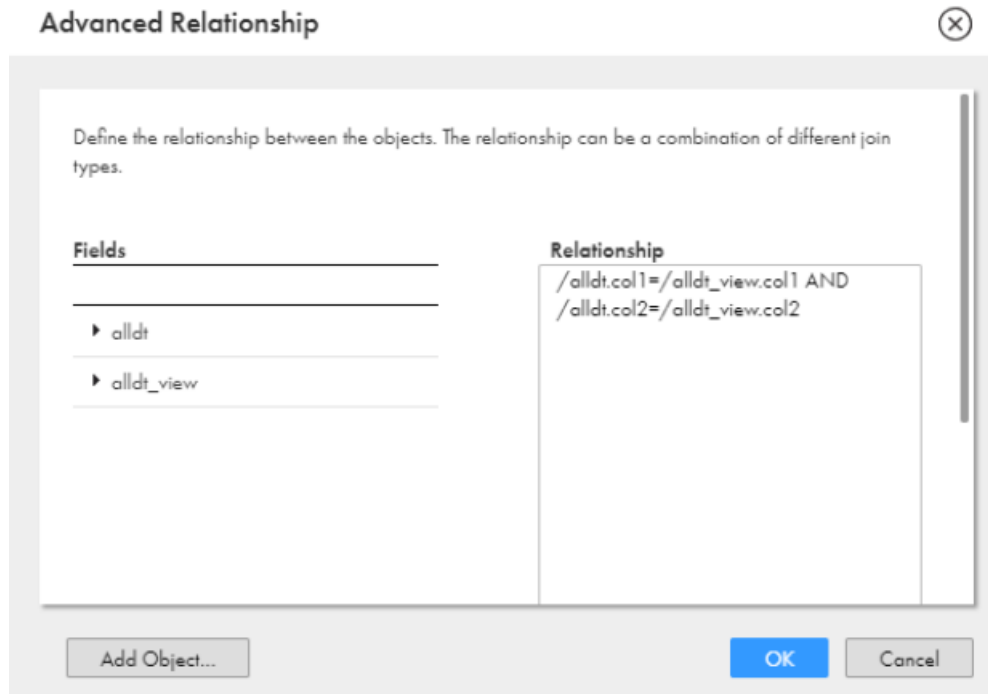 Advanced Relationship
Define the relationship between the objects. The relationship can be a combination of different join
types.
Fields
alldt
alldt_view
Relationship
/alldt.col1=/alldt_view.col1 AND
/alldt.col2=/alldt_view.col2
Add Object...
OK
Cancel